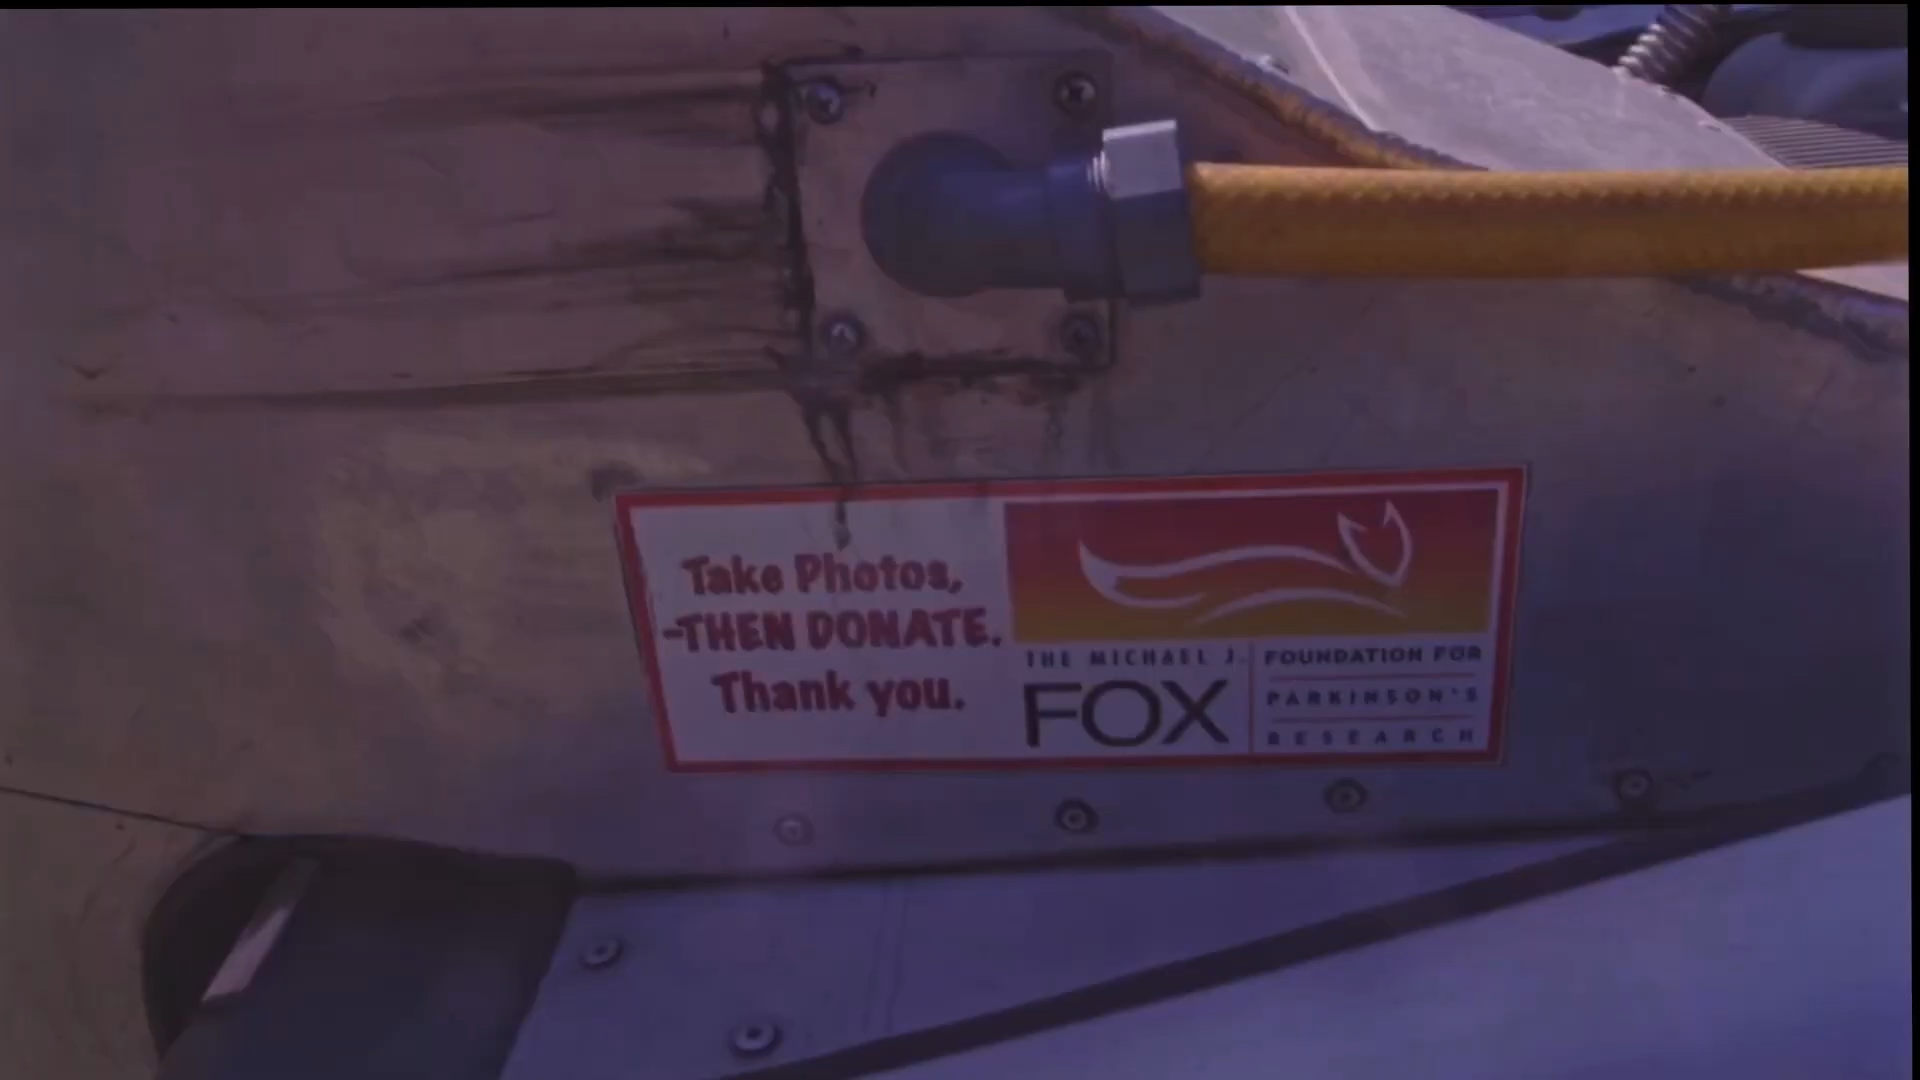 Take Photos,
-THEN DONATE.
Thank you.
THE MICHAEL J.
FOX
FOUNDATION FOR
PARKINSON'S
RESEARCH